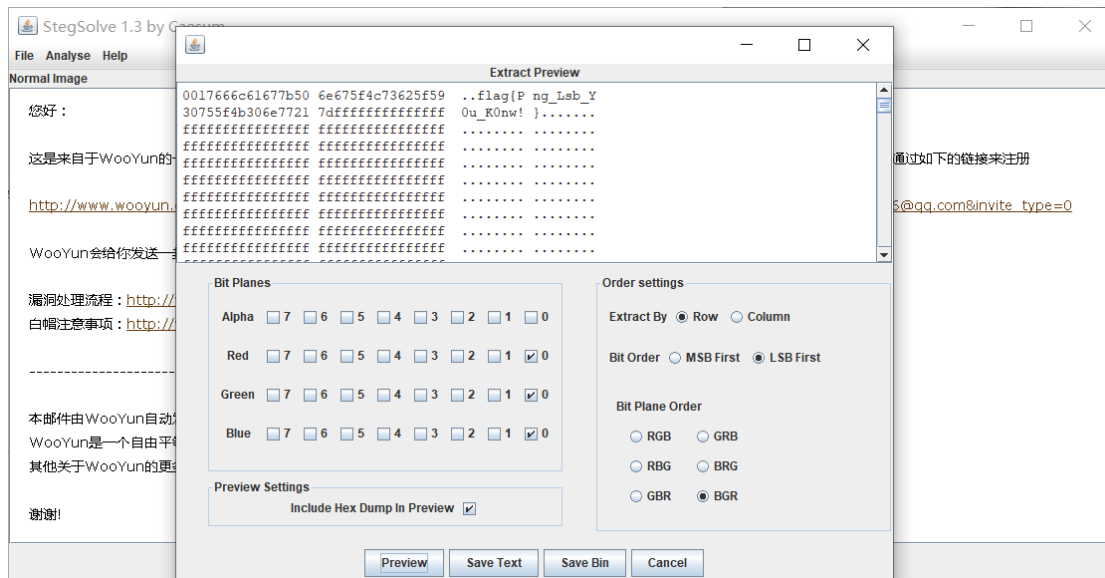 StegSolve 1.3 by
File Analyse Help
Normal Image
您好：
这是来自于WooYun的
通过如下的链接来注册
http://www.wooyun.
@qq.com&invite_type=0
WooYun会给你发送一
漏洞处理流程：http://
白帽注意事项：http://
本邮件由WooYun自动
WooYun是一个自由平
其他关于WooYun的更
谢谢!
Extract Preview
0017666c61677b50 6e675f4c73625f59 ..flag{P ng_Lsb_Y
30755f4b306e7721 7dffffffffffffff 0u_K0nw! }.......
ffffffffffffffff ffffffffffffffff ........ ........
ffffffffffffffff ffffffffffffffff ........ ........
ffffffffffffffff ffffffffffffffff ........ ........
ffffffffffffffff ffffffffffffffff ........ ........
ffffffffffffffff ffffffffffffffff ........ ........
ffffffffffffffff ffffffffffffffff ........ ........
ffffffffffffffff ffffffffffffffff ........ ........
ffffffffffffffff ffffffffffffffff ........ ........
Bit Planes
Alpha 7 6 5 4 3 2 1 0
Red 7 6 5 4 3 2 1 0
Green 7 6 5 4 3 2 1 0
Blue 7 6 5 4 3 2 1 0
Preview Settings
Include Hex Dump In Preview
Order settings
Extract By Row Column
Bit Order MSB First LSB First
Bit Plane Order
RGB GRB
RBG BRG
GBR BGR
Preview Save Text Save Bin Cancel